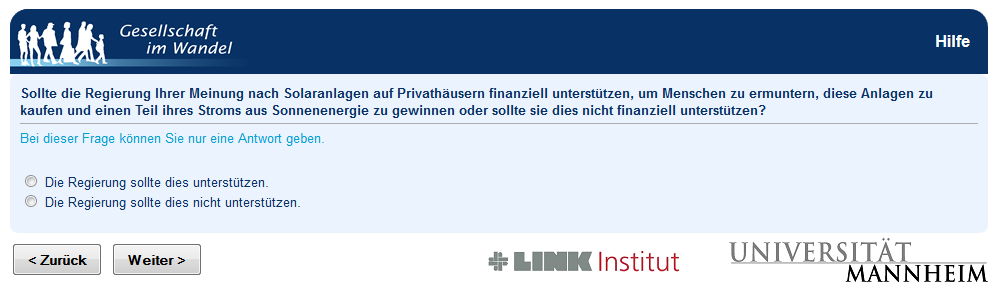 Gesellschaft
im Wandel
Hilfe
Sollte die Regierung Ihrer Meinung nach Solaranlagen auf Privathäusern finanziell unterstützen, um Menschen zu ermuntern, diese Anlagen zu
kaufen und einen Teil ihres Stroms aus Sonnenenergie zu gewinnen oder sollte sie dies nicht finanziell unterstützen?
Bei dieser Frage können Sie nur eine Antwort geben.
Die Regierung sollte dies unterstützen.
Die Regierung sollte dies nicht unterstützen.
< Zurück
Weiter >
LINK Institut
UNIVERSITÄT
MANNHEIM